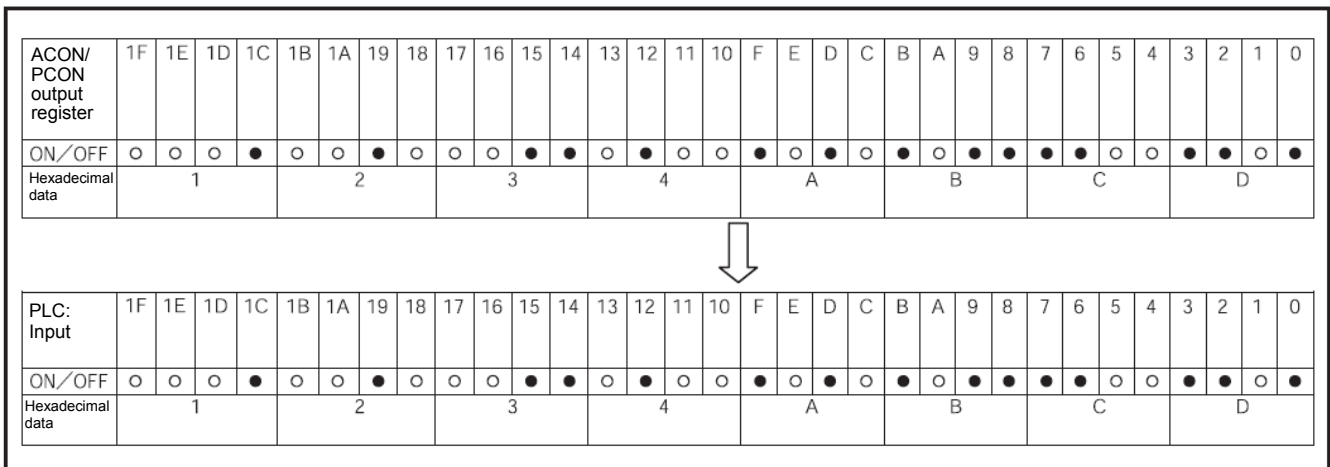 ACON/ PCON output register 1F 1E 1D 1C 1B 1A 19 18 17 16 15 14 13 12 11 10 F E D C B A 9 8 7 6 5 4 3 2 1 0
ON/OFF ○ ○ ○ ● ○ ○ ● ○ ○ ○ ● ● ○ ● ○ ○ ● ○ ● ○ ● ○ ● ● ● ● ○ ○ ● ● ○ ●
Hexadecimal data 1 2 3 4 A B C D
PLC: Input 1F 1E 1D 1C 1B 1A 19 18 17 16 15 14 13 12 11 10 F E D C B A 9 8 7 6 5 4 3 2 1 0
ON/OFF ○ ○ ○ ● ○ ○ ● ○ ○ ○ ● ● ○ ● ○ ○ ● ○ ● ○ ● ○ ● ● ● ● ○ ○ ● ● ○ ●
Hexadecimal data 1 2 3 4 A B C D